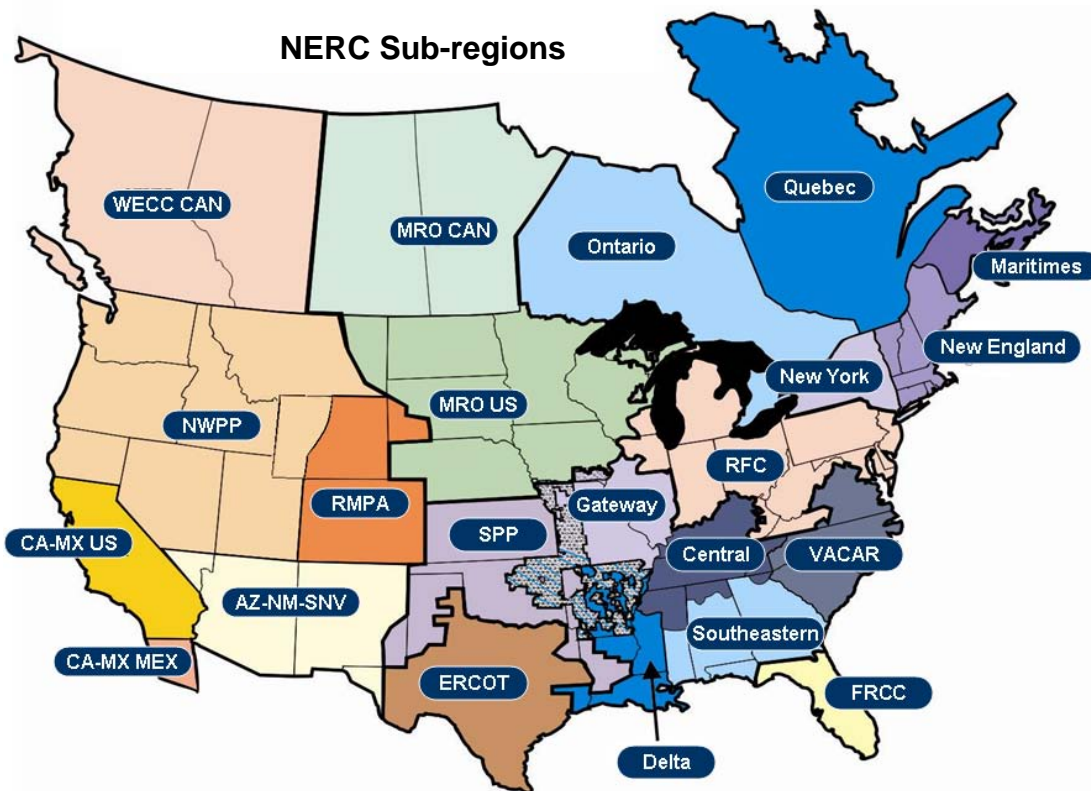 NERC Sub-regions
WECC CAN
MRO CAN
Ontario
Quebec
Maritimes
New England
New York
NWPP
MRO US
RFC
RMPA
SPP
Gateway
CA-MX US
Central
VACAR
AZ-NM-SNV
Southeastern
CA-MX MEX
ERCOT
FRCC
Delta